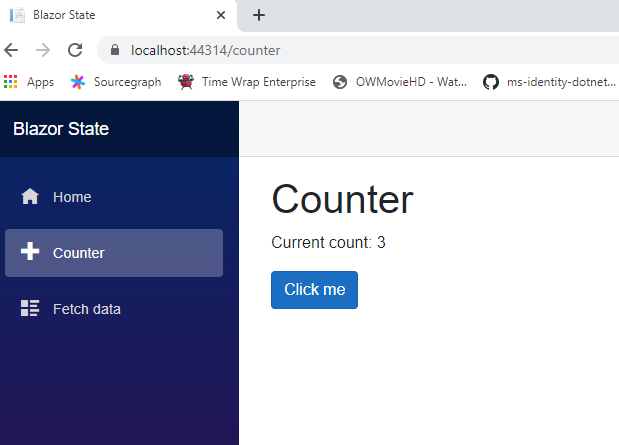 Blazor State
localhost:44314/counter
Apps Sourcegraph Time Wrap Enterprise OWMovieHD - Wat... ms-identity-dotnet...
Blazor State
Home
Counter
Fetch data
Counter
Current count: 3
Click me